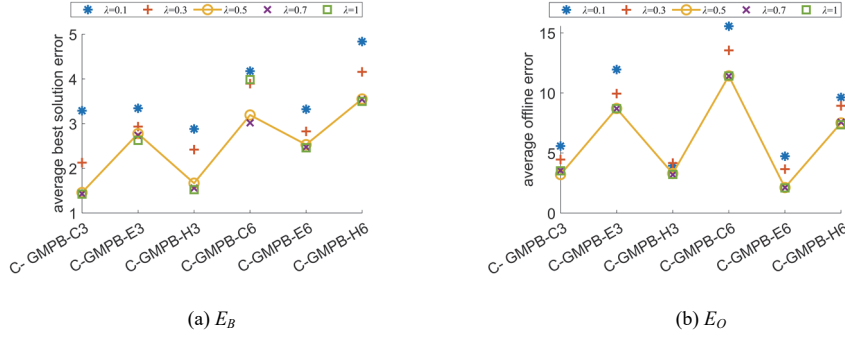 (a)
λ=0.1 λ=0.3 λ=0.5 λ=0.7 λ=1
average best solution error
5
4
3
2
1
C- GMPB-C3
C-GMPB-E3
C-GMPB-H3
C-GMPB-C6
C-GMPB-E6
C-GMPB-H6
(a) E_B
(b)
λ=0.1 λ=0.3 λ=0.5 λ=0.7 λ=1
average offline error
15
10
5
0
C- GMPB-C3
C-GMPB-E3
C-GMPB-H3
C-GMPB-C6
C-GMPB-E6
C-GMPB-H6
(b) E_O